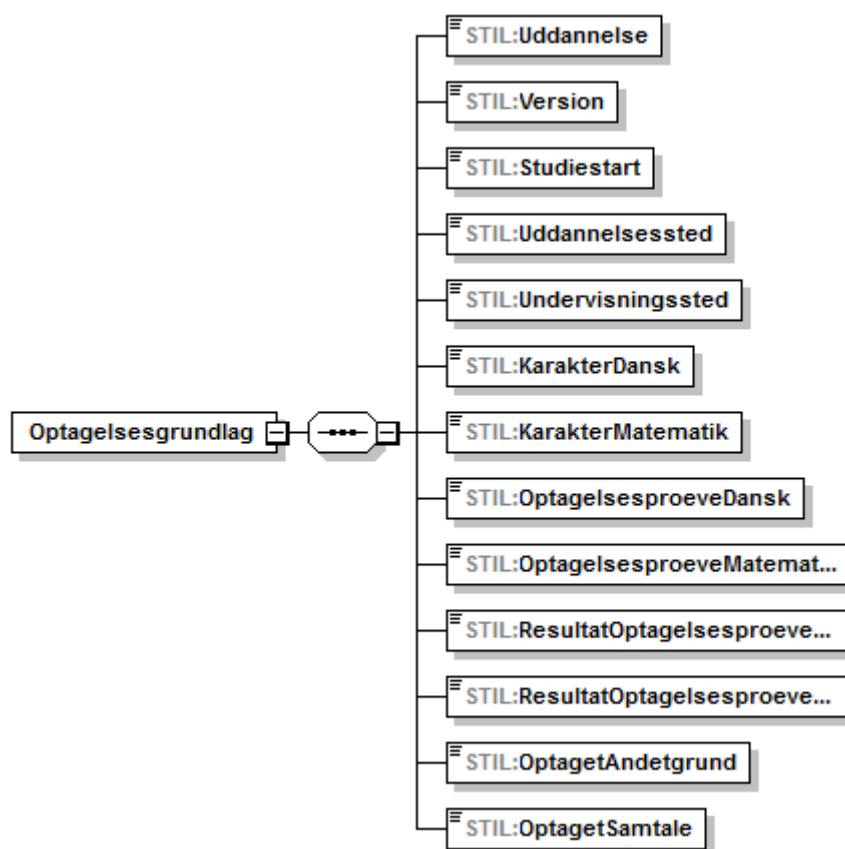 STIL:Uddannelse
STIL:Version
STIL:Studiestart
STIL:Uddannelsessted
STIL:Undervisningssted
STIL:KarakterDansk
Optagelsesgrundlag
STIL:KarakterMatematik
STIL:OptagelsesproeveDansk
STIL:OptagelsesproeveMatemat...
STIL:ResultatOptagelsesproeve...
STIL:ResultatOptagelsesproeve...
STIL:OptagetAndetgrund
STIL:OptagetSamtale